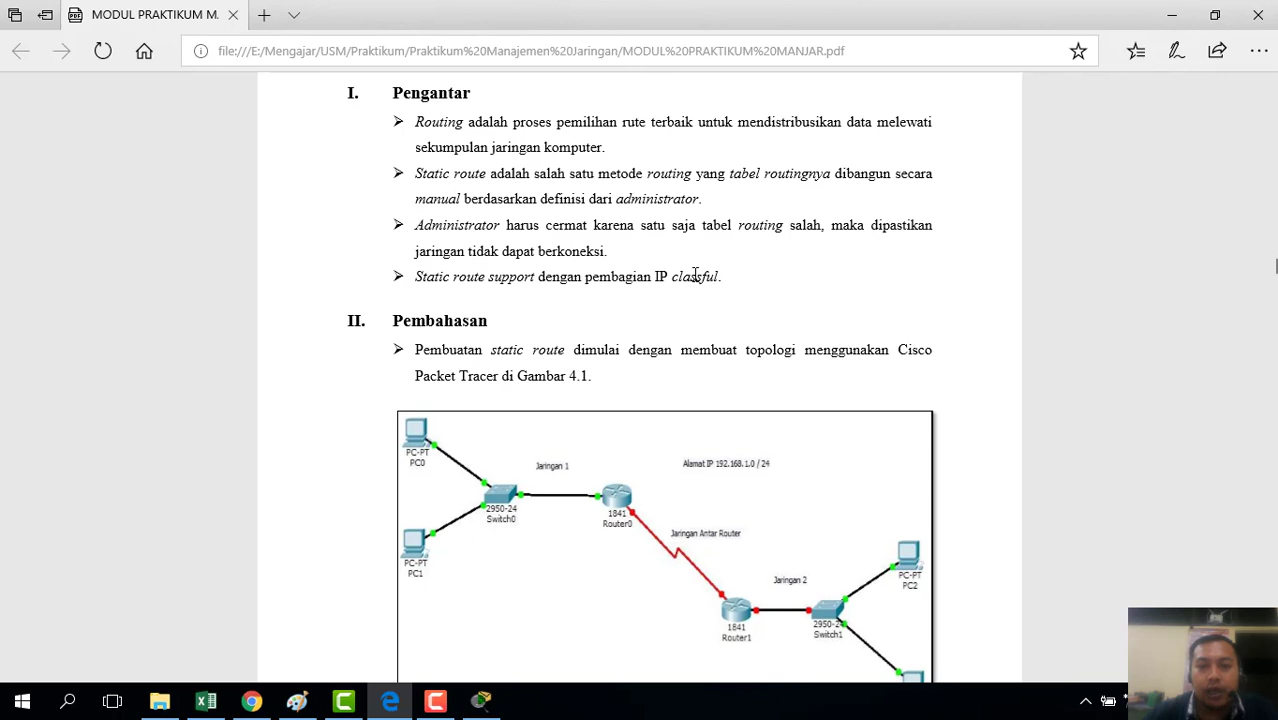 MODUL PRAKTIKUM M.
file:///E:/Mengajar/USM/Praktikum/Praktikum%20Manajemen%20Jaringan/MODUL%20PRAKTIKUM%20MANJAR.pdf
I. Pengantar
➢ Routing adalah proses pemilihan rute terbaik untuk mendistribusikan data melewati
sekumpulan jaringan komputer.
➢ Static route adalah salah satu metode routing yang tabel routingnya dibangun secara
manual berdasarkan definisi dari administrator.
➢ Administrator harus cermat karena satu saja tabel routing salah, maka dipastikan
jaringan tidak dapat berkoneksi.
➢ Static route support dengan pembagian IP classful.
II. Pembahasan
➢ Pembuatan static route dimulai dengan membuat topologi menggunakan Cisco
Packet Tracer di Gambar 4.1.
PC-PT
PC0
Jaringan 1
Alamat IP 192.168.1.0 / 24
2950-24
Switch0
1841
Router0
PC-PT
PC1
Jaringan Antar Router
Jaringan 2
PC-PT
PC2
1841
Router1
2950-24
Switch1